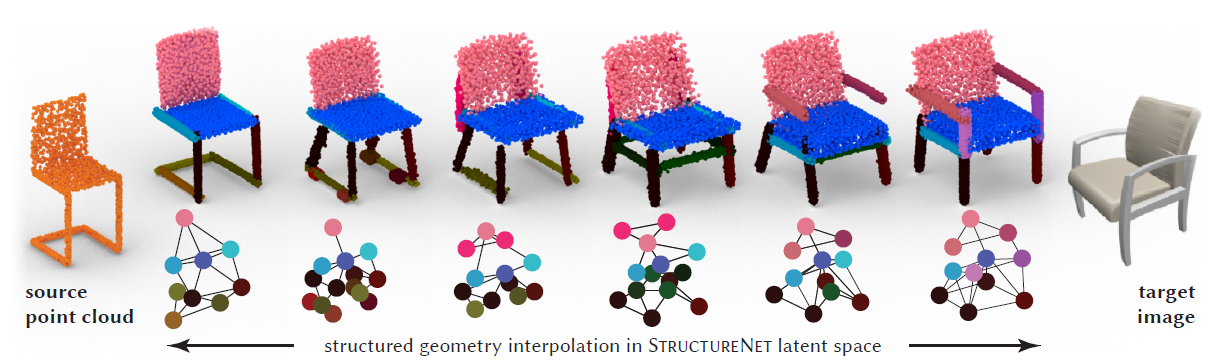 source
point cloud
target
image
structured geometry interpolation in STRUCTURENET latent space